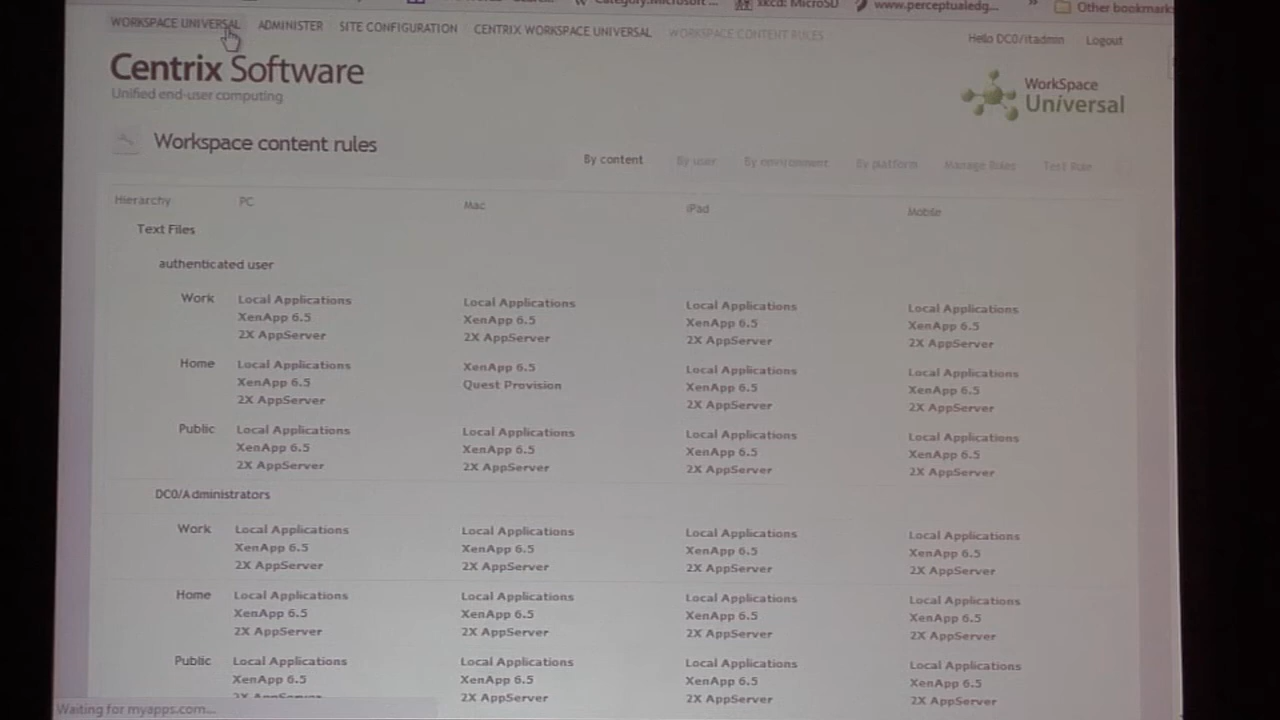 Category:Microsoft ... xkcd: MicroSD www.perceptualedg... » Other bookmarks
WORKSPACE UNIVERSAL ADMINISTER SITE CONFIGURATION CENTRIX WORKSPACE UNIVERSAL WORKSPACE CONTENT RULES Hello DC0/itadmin Logout
Centrix Software
Unified end-user computing
WorkSpace
Universal
Workspace content rules
By content By user By environment By platform Manage Rules Test Rule
Hierarchy PC Mac iPad Mobile
Text Files
authenticated user
Work Local Applications Local Applications Local Applications Local Applications
XenApp 6.5 XenApp 6.5 XenApp 6.5 XenApp 6.5
2X AppServer 2X AppServer 2X AppServer 2X AppServer
Home Local Applications XenApp 6.5 Local Applications Local Applications
XenApp 6.5 Quest Provision XenApp 6.5 XenApp 6.5
2X AppServer 2X AppServer 2X AppServer
Public Local Applications Local Applications Local Applications Local Applications
XenApp 6.5 XenApp 6.5 XenApp 6.5 XenApp 6.5
2X AppServer 2X AppServer 2X AppServer 2X AppServer
DC0/Administrators
Work Local Applications Local Applications Local Applications Local Applications
XenApp 6.5 XenApp 6.5 XenApp 6.5 XenApp 6.5
2X AppServer 2X AppServer 2X AppServer 2X AppServer
Home Local Applications Local Applications Local Applications Local Applications
XenApp 6.5 XenApp 6.5 XenApp 6.5 XenApp 6.5
2X AppServer 2X AppServer 2X AppServer 2X AppServer
Public Local Applications Local Applications Local Applications Local Applications
XenApp 6.5 XenApp 6.5 XenApp 6.5 XenApp 6.5
2X AppServer 2X AppServer 2X AppServer 2X AppServer
Waiting for myapps.com...